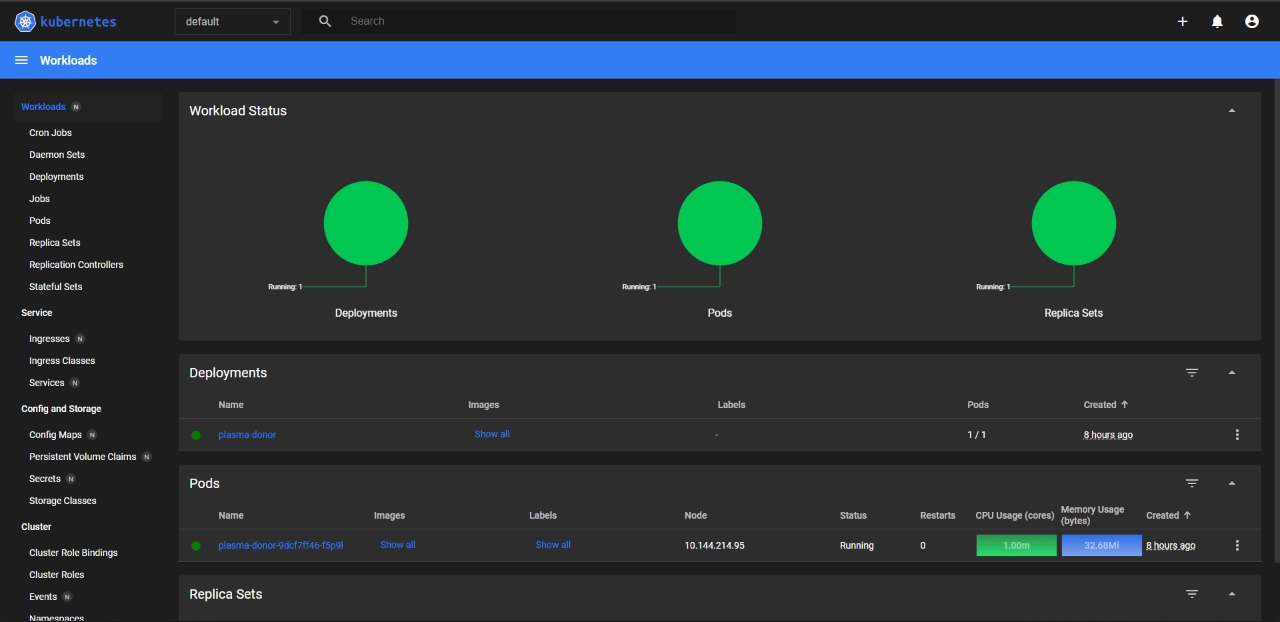 kubernetes
default
Search
Workloads
Workloads N
Cron Jobs
Daemon Sets
Deployments
Jobs
Pods
Replica Sets
Replication Controllers
Stateful Sets
Service
Ingresses N
Ingress Classes
Services N
Config and Storage
Config Maps N
Persistent Volume Claims N
Secrets N
Storage Classes
Cluster
Cluster Role Bindings
Cluster Roles
Events N
Namespaces
Workload Status
Running: 1
Deployments
Running: 1
Pods
Running: 1
Replica Sets
Deployments
Name Images Labels Pods Created ↑
plasma-donor Show all - 1 / 1 8 hours ago
Pods
Name Images Labels Node Status Restarts CPU Usage (cores) Memory Usage (bytes) Created ↑
plasma-donor-9dcf7ff46-f5p9l Show all Show all 10.144.214.95 Running 0 1.00m 32.68Mi 8 hours ago
Replica Sets